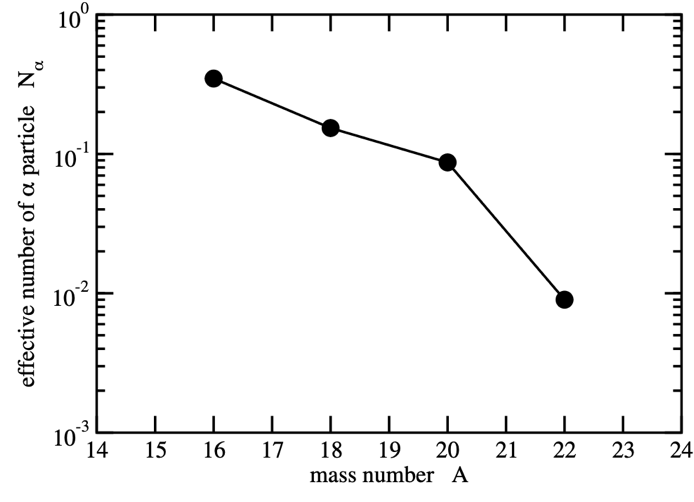 effective number of α particle Nα
10^0
10^-1
10^-2
10^-3
14 15 16 17 18 19 20 21 22 23 24
mass number A